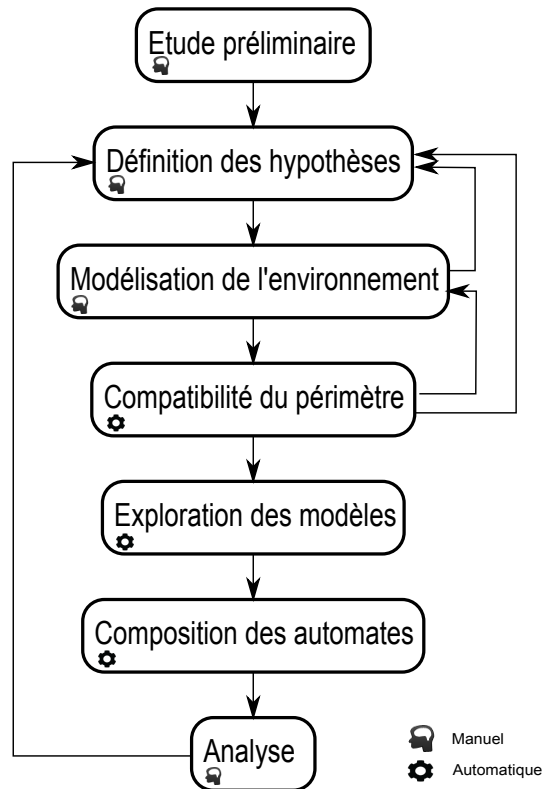 Etude préliminaire
Définition des hypothèses
Modélisation de l'environnement
Compatibilité du périmètre
Exploration des modèles
Composition des automates
Analyse
Manuel
Automatique